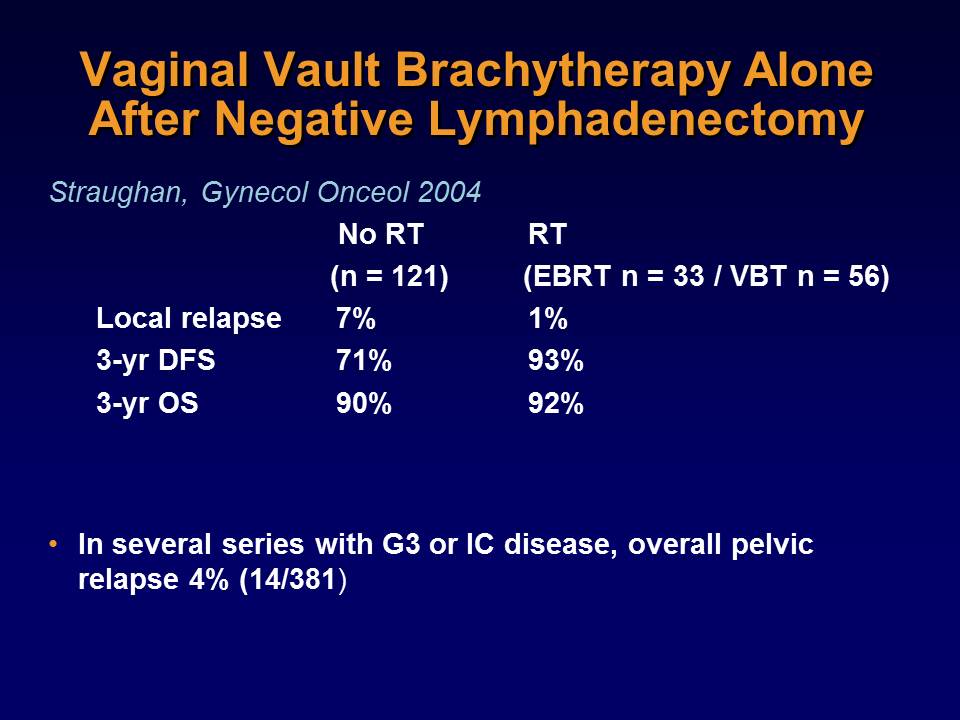 Vaginal Vault Brachytherapy Alone
After Negative Lymphadenectomy
Straughan, Gynecol Onceol 2004
No RT RT
(n = 121) (EBRT n = 33 / VBT n = 56)
Local relapse 7% 1%
3-yr DFS 71% 93%
3-yr OS 90% 92%
• In several series with G3 or IC disease, overall pelvic
relapse 4% (14/381)